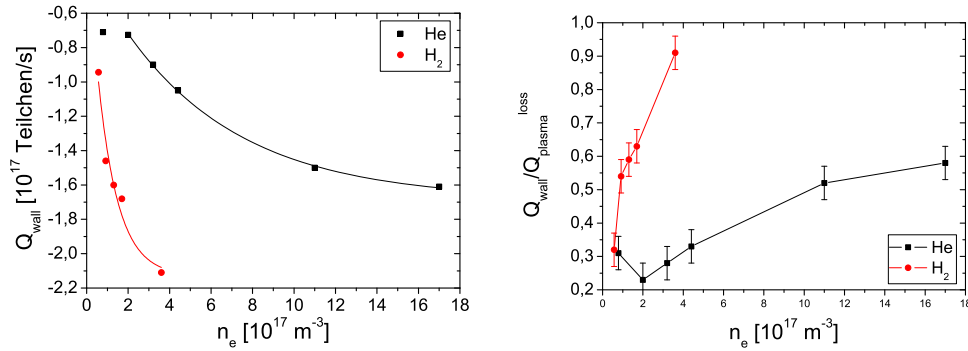 -0,6
-0,8
-1,0
-1,2
-1,4
-1,6
-1,8
-2,0
-2,2
Q_wall [10^17 Teilchen/s]
He
H_2
0 2 4 6 8 10 12 14 16 18
n_e [10^17 m^-3]
1,0
0,9
0,8
0,7
0,6
0,5
0,4
0,3
0,2
Q_wall/Q_plasma^loss
He
H_2
0 2 4 6 8 10 12 14 16 18
n_e [10^17 m^-3]